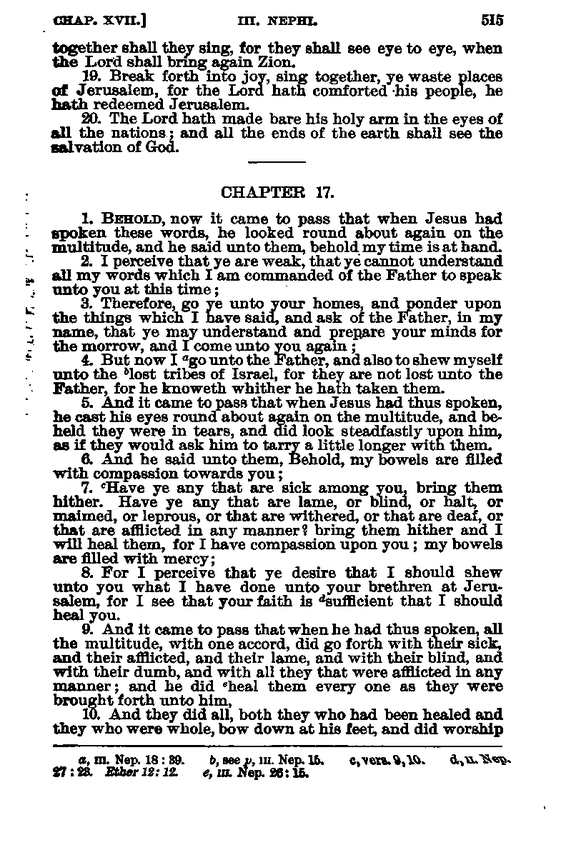 CHAP. XVII.] III. NEPHI. 515
together shall they sing, for they shall see eye to eye, when
the Lord shall bring again Zion.
19. Break forth into joy, sing together, ye waste places
of Jerusalem, for the Lord hath comforted his people, he
hath redeemed Jerusalem.
20. The Lord hath made bare his holy arm in the eyes of
all the nations; and all the ends of the earth shall see the
salvation of God.
CHAPTER 17.
1. BEHOLD, now it came to pass that when Jesus had
spoken these words, he looked round about again on the
multitude, and he said unto them, behold my time is at hand.
2. I perceive that ye are weak, that ye cannot understand
all my words which I am commanded of the Father to speak
unto you at this time;
3. Therefore, go ye unto your homes, and ponder upon
the things which I have said, and ask of the Father, in my
name, that ye may understand and prepare your minds for
the morrow, and I come unto you again;
4. But now I ᵃgo unto the Father, and also to shew myself
unto the ᵇlost tribes of Israel, for they are not lost unto the
Father, for he knoweth whither he hath taken them.
5. And it came to pass that when Jesus had thus spoken,
he cast his eyes round about again on the multitude, and be-
held they were in tears, and did look steadfastly upon him,
as if they would ask him to tarry a little longer with them.
6. And he said unto them, Behold, my bowels are filled
with compassion towards you;
7. ᶜHave ye any that are sick among you, bring them
hither. Have ye any that are lame, or blind, or halt, or
maimed, or leprous, or that are withered, or that are deaf, or
that are afflicted in any manner? bring them hither and I
will heal them, for I have compassion upon you; my bowels
are filled with mercy;
8. For I perceive that ye desire that I should shew
unto you what I have done unto your brethren at Jeru-
salem, for I see that your faith is ᵈsufficient that I should
heal you.
9. And it came to pass that when he had thus spoken, all
the multitude, with one accord, did go forth with their sick,
and their afflicted, and their lame, and with their blind, and
with their dumb, and with all they that were afflicted in any
manner; and he did ᵉheal them every one as they were
brought forth unto him,
10. And they did all, both they who had been healed and
they who were whole, bow down at his feet, and did worship
a, III. Nep. 18:39. b, see y, III. Nep. 15. c, vers. 9, 10. d, II. Nep.
27:23. Ether 12:12. e, III. Nep. 26:15.